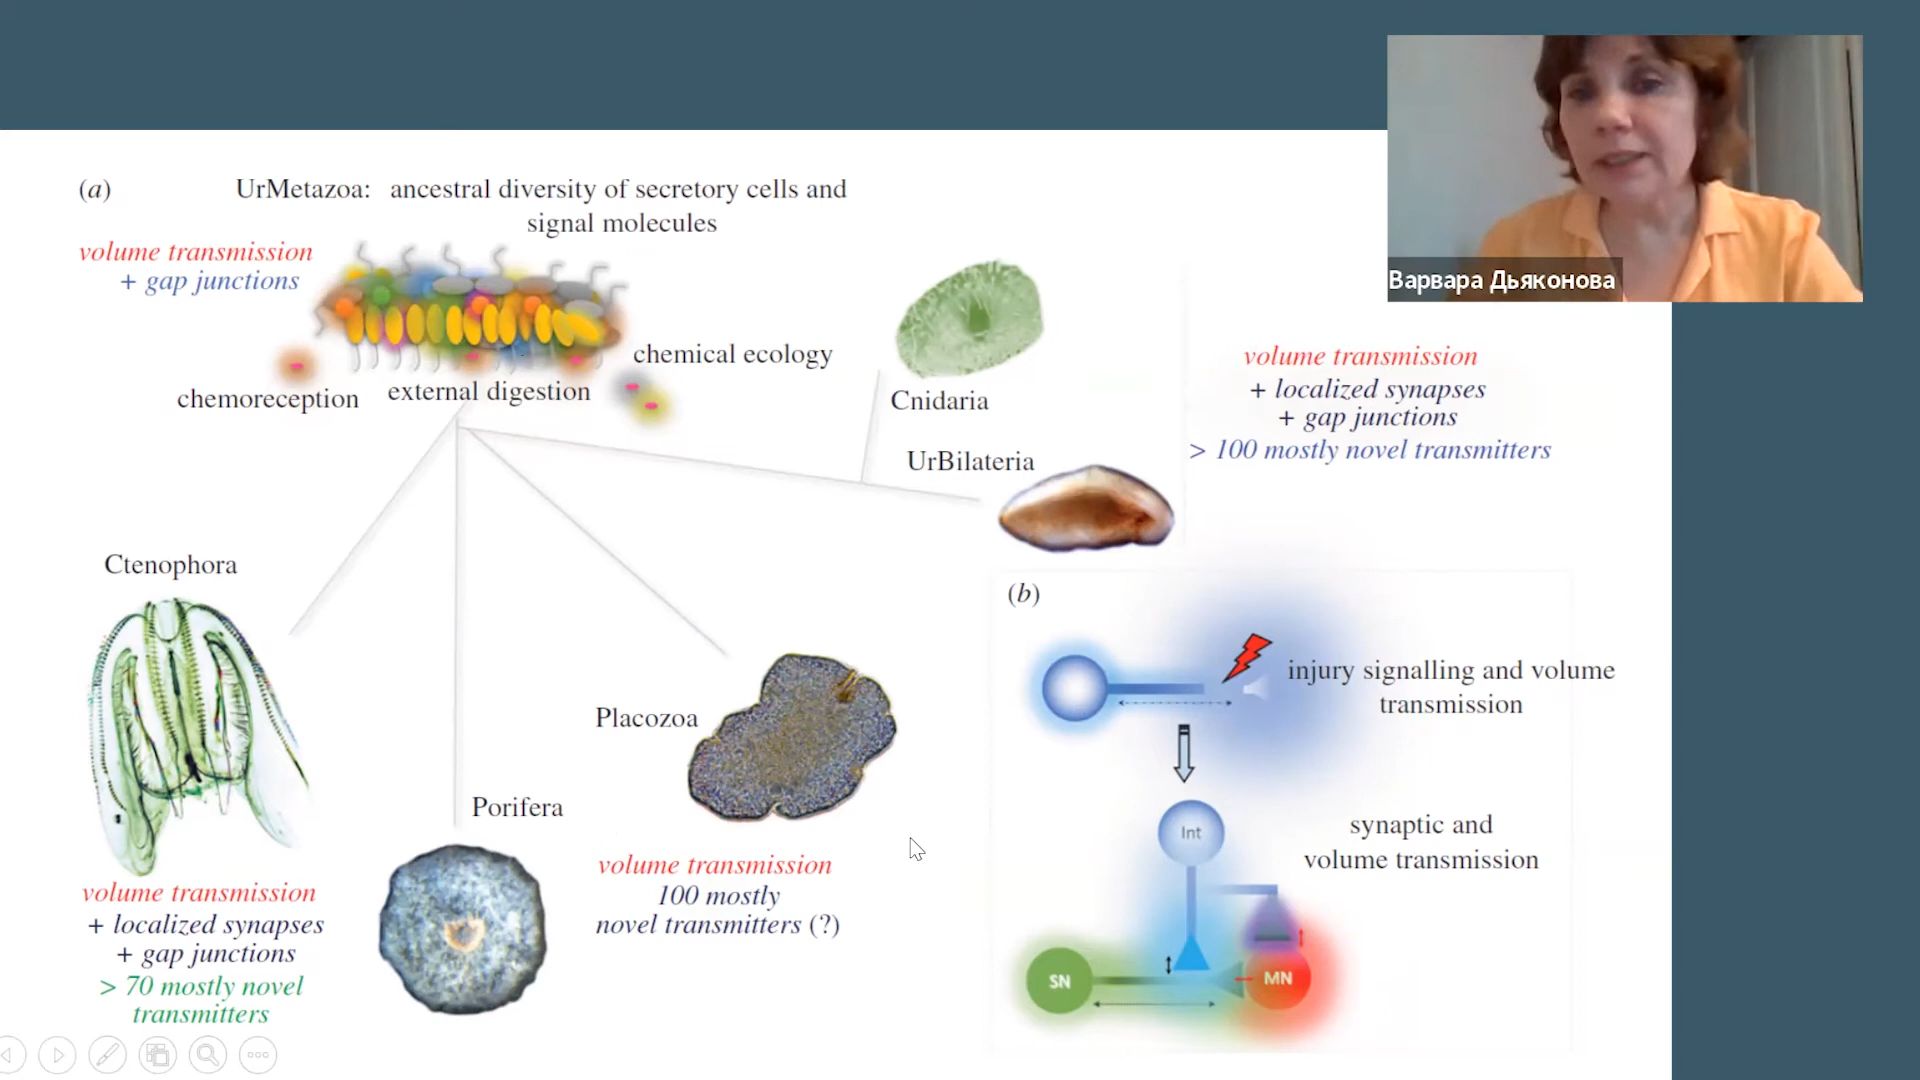 (a)
UrMetazoa: ancestral diversity of secretory cells and
signal molecules
volume transmission
+ gap junctions
chemoreception
external digestion
chemical ecology
Cnidaria
UrBilateria
volume transmission
+ localized synapses
+ gap junctions
> 100 mostly novel transmitters
Ctenophora
volume transmission
+ localized synapses
+ gap junctions
> 70 mostly novel
transmitters
Porifera
Placozoa
volume transmission
100 mostly
novel transmitters (?)
(b)
injury signalling and volume
transmission
Int
synaptic and
volume transmission
SN
MN
Варвара Дьяконова